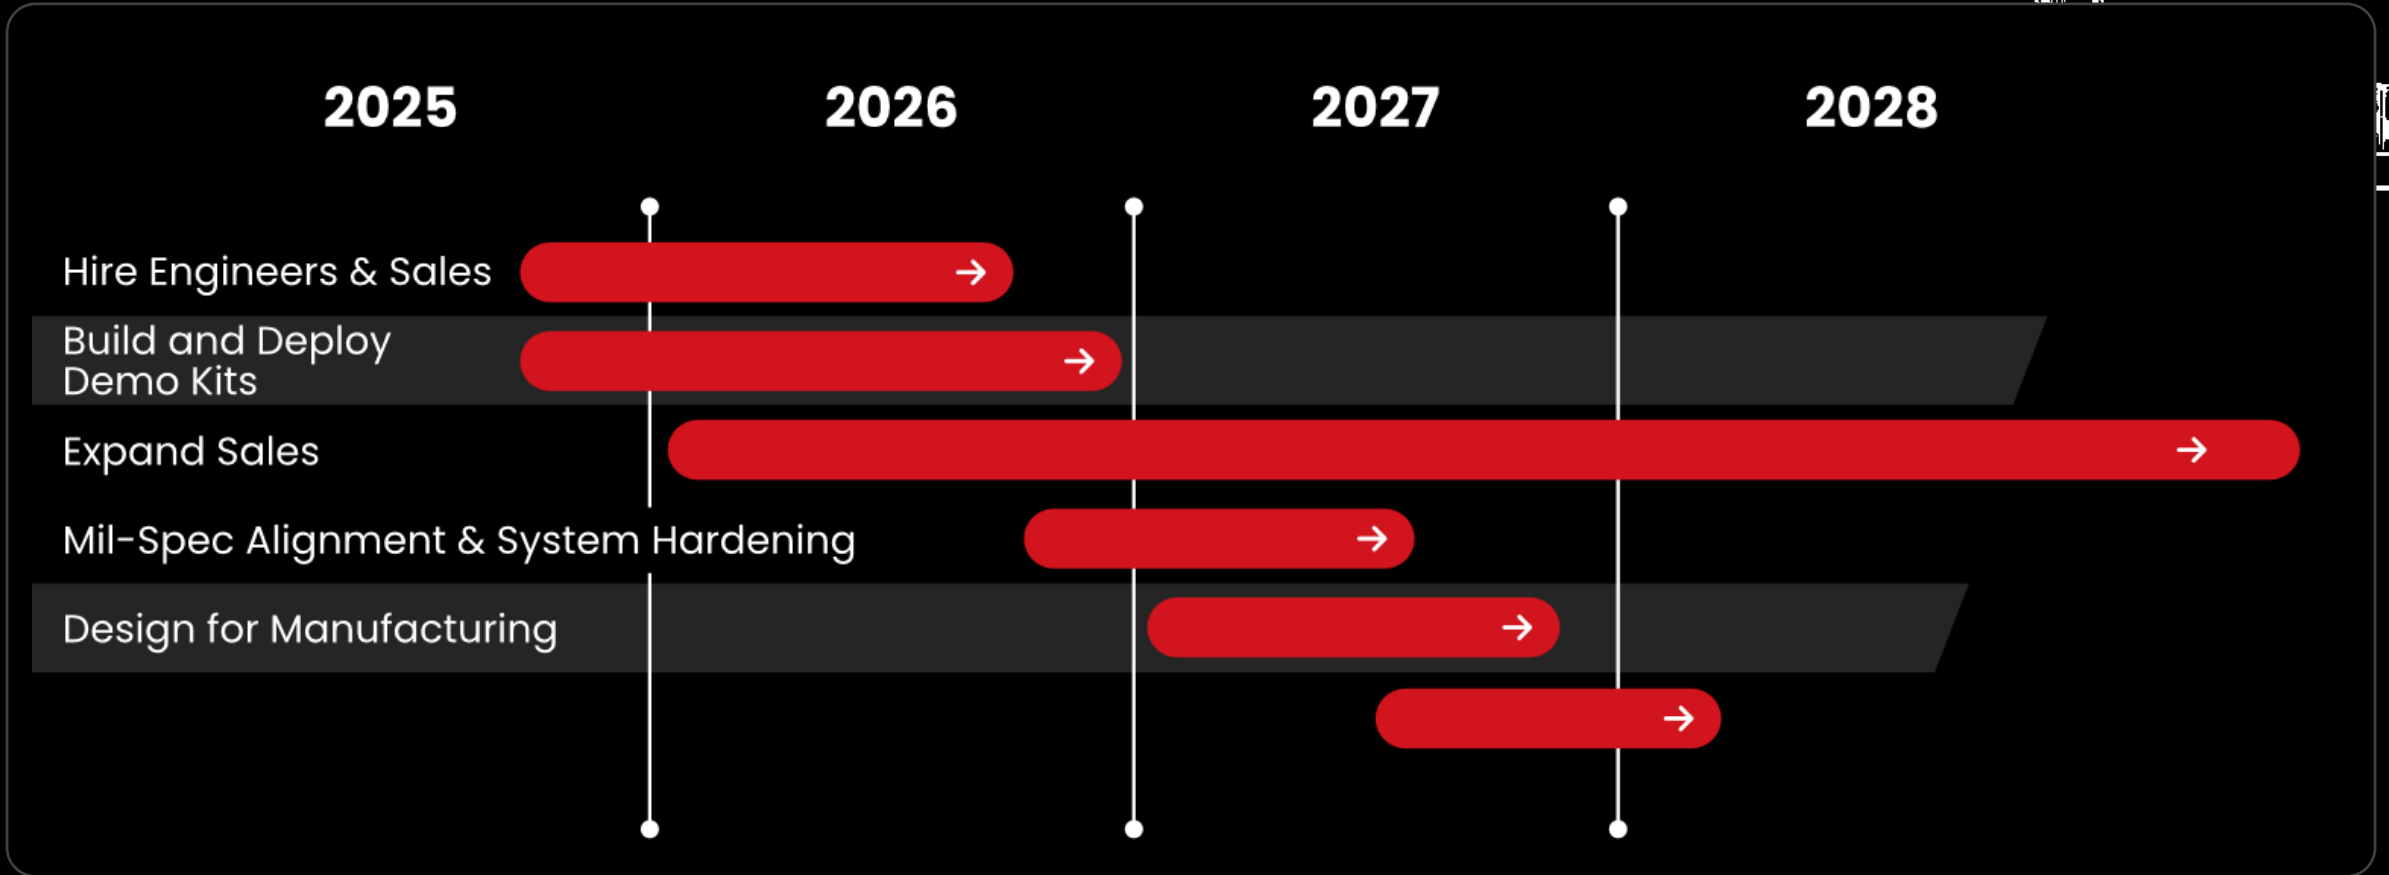 2025 2026 2027 2028
Hire Engineers & Sales
Build and Deploy
Demo Kits
Expand Sales
Mil-Spec Alignment & System Hardening
Design for Manufacturing